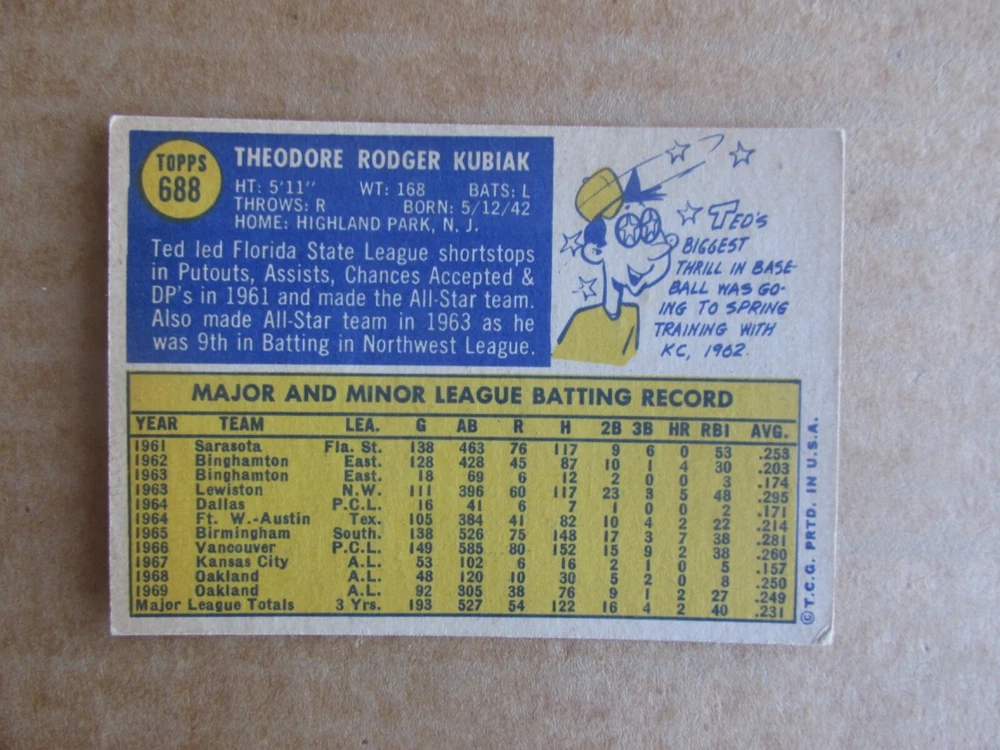 TOPPS
688
THEODORE RODGER KUBIAK
HT: 5'11" WT: 168 BATS: L
THROWS: R BORN: 5/12/42
HOME: HIGHLAND PARK, N. J.
Ted led Florida State League shortstops
in Putouts, Assists, Chances Accepted &
DP's in 1961 and made the All-Star team.
Also made All-Star team in 1963 as he
was 9th in Batting in Northwest League.
TED'S
BIGGEST
THRILL IN BASE-
BALL WAS GO-
ING TO SPRING
TRAINING WITH
KC, 1962.
MAJOR AND MINOR LEAGUE BATTING RECORD
YEAR TEAM LEA. G AB R H 2B 3B HR RBI AVG.
1961 Sarasota Fla. St. 138 463 76 117 9 6 0 53 .253
1962 Binghamton East. 128 428 45 87 10 1 4 30 .203
1963 Binghamton East. 18 69 6 12 2 0 0 3 .174
1963 Lewiston N.W. 111 396 60 117 23 3 5 48 .295
1964 Dallas P.C.L. 16 41 6 7 1 0 0 2 .171
1964 Ft. W.-Austin Tex. 105 384 41 82 10 4 2 22 .214
1965 Birmingham South. 138 526 75 148 17 3 7 38 .281
1966 Vancouver P.C.L. 149 585 80 152 15 9 2 38 .260
1967 Kansas City A.L. 53 102 6 16 2 1 0 5 .157
1968 Oakland A.L. 48 120 10 30 5 2 0 8 .250
1969 Oakland A.L. 92 305 38 76 9 1 2 27 .249
Major League Totals 3 Yrs. 193 527 54 122 16 4 2 40 .231
© T.C.G. PRTD. IN U.S.A.